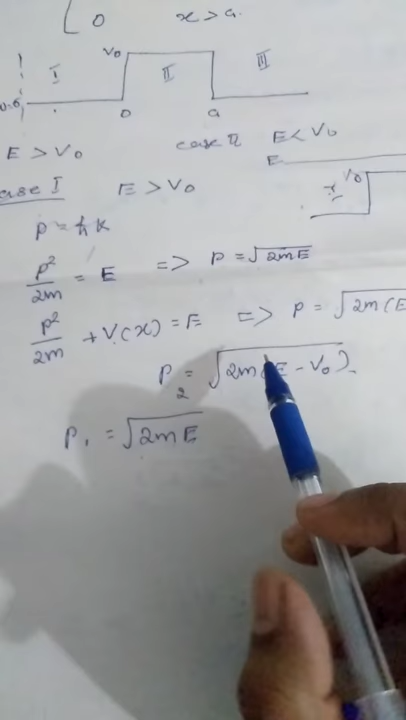 0 x > a
V₀ I II III
0 a
E > V₀ case II E < V₀
E
case I E > V₀ V₀
p = ħk
p²/2m = E => p = √2mE
p²/2m + V(x) = E => p = √2m(E
p₂ = √2m(E - V₀)
p₁ = √2mE